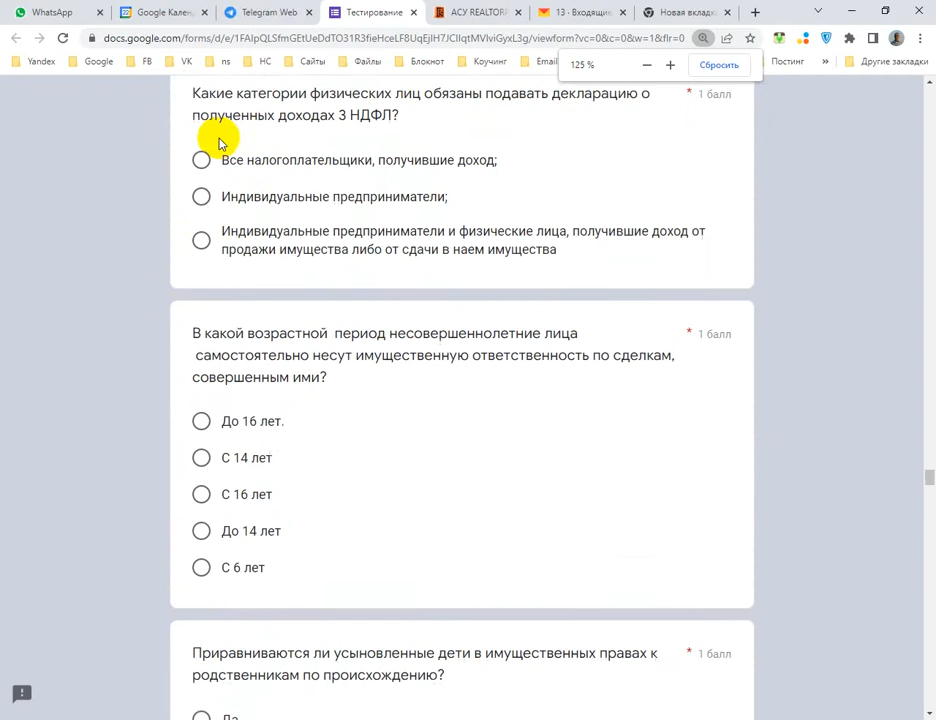 WhatsApp
Google Кален
Telegram Web
Тестирование
АСУ REALTOR
13 · Входящие
Новая вкладк
docs.google.com/forms/d/e/1FAIpQLSfmGEtUeDdTO31R3fieHceLF8UqEjlH7JCIlqtMVIviGyxL3g/viewform?vc=0&c=0&w=1&flr=0
Yandex
Google
FB
VK
ns
НС
Сайты
Файлы
Блокнот
Коучинг
Email
Постинг
»
Другие закладки
125 %
Сбросить
Какие категории физических лиц обязаны подавать декларацию о
полученных доходах 3 НДФЛ?
* 1 балл
Все налогоплательщики, получившие доход;
Индивидуальные предприниматели;
Индивидуальные предприниматели и физические лица, получившие доход от
продажи имущества либо от сдачи в наем имущества
В какой возрастной период несовершеннолетние лица
самостоятельно несут имущественную ответственность по сделкам,
совершенным ими?
* 1 балл
До 16 лет.
С 14 лет
С 16 лет
До 14 лет
С 6 лет
Приравниваются ли усыновленные дети в имущественных правах к
родственникам по происхождению?
* 1 балл
Да